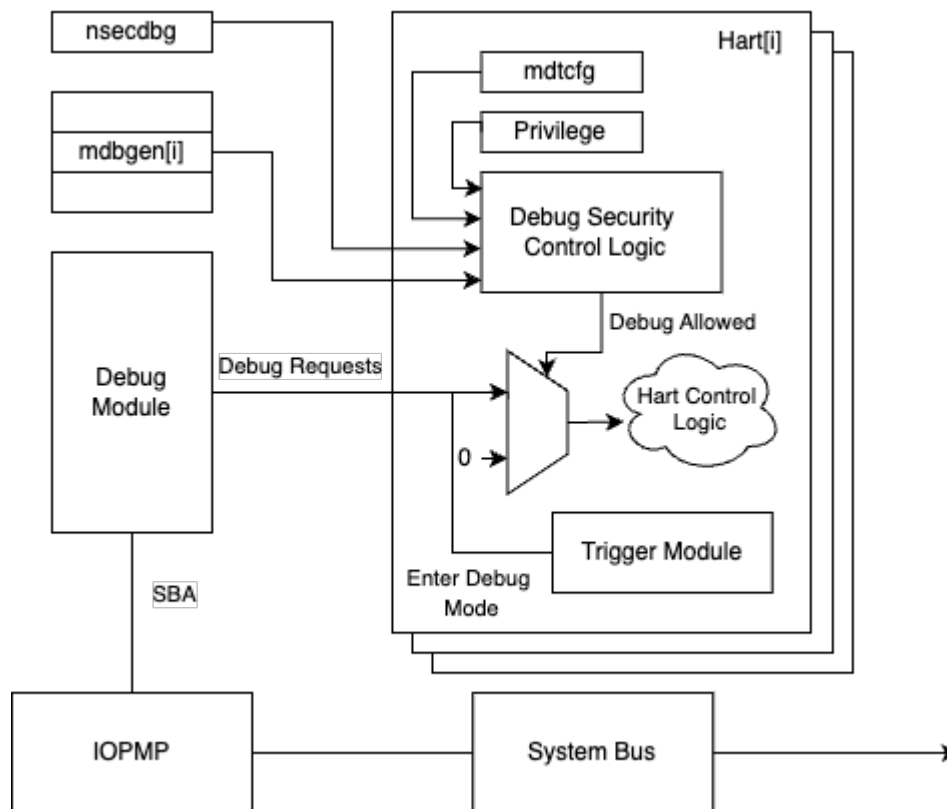 nsecdbg
Hart[i]
mdtcfg
mdbgen[i]
Privilege
Debug Security
Control Logic
Debug Allowed
Debug Requests
Debug
Module
Hart Control
Logic
0
Trigger Module
Enter Debug
Mode
SBA
IOPMP
System Bus